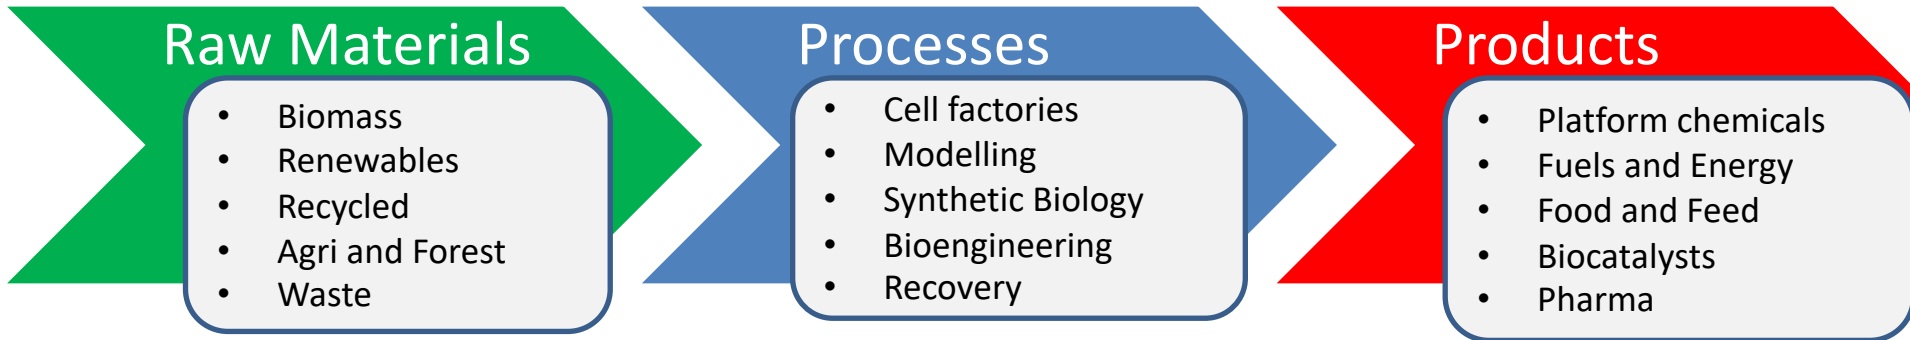 Raw Materials
• Biomass
• Renewables
• Recycled
• Agri and Forest
• Waste
Processes
• Cell factories
• Modelling
• Synthetic Biology
• Bioengineering
• Recovery
Products
• Platform chemicals
• Fuels and Energy
• Food and Feed
• Biocatalysts
• Pharma